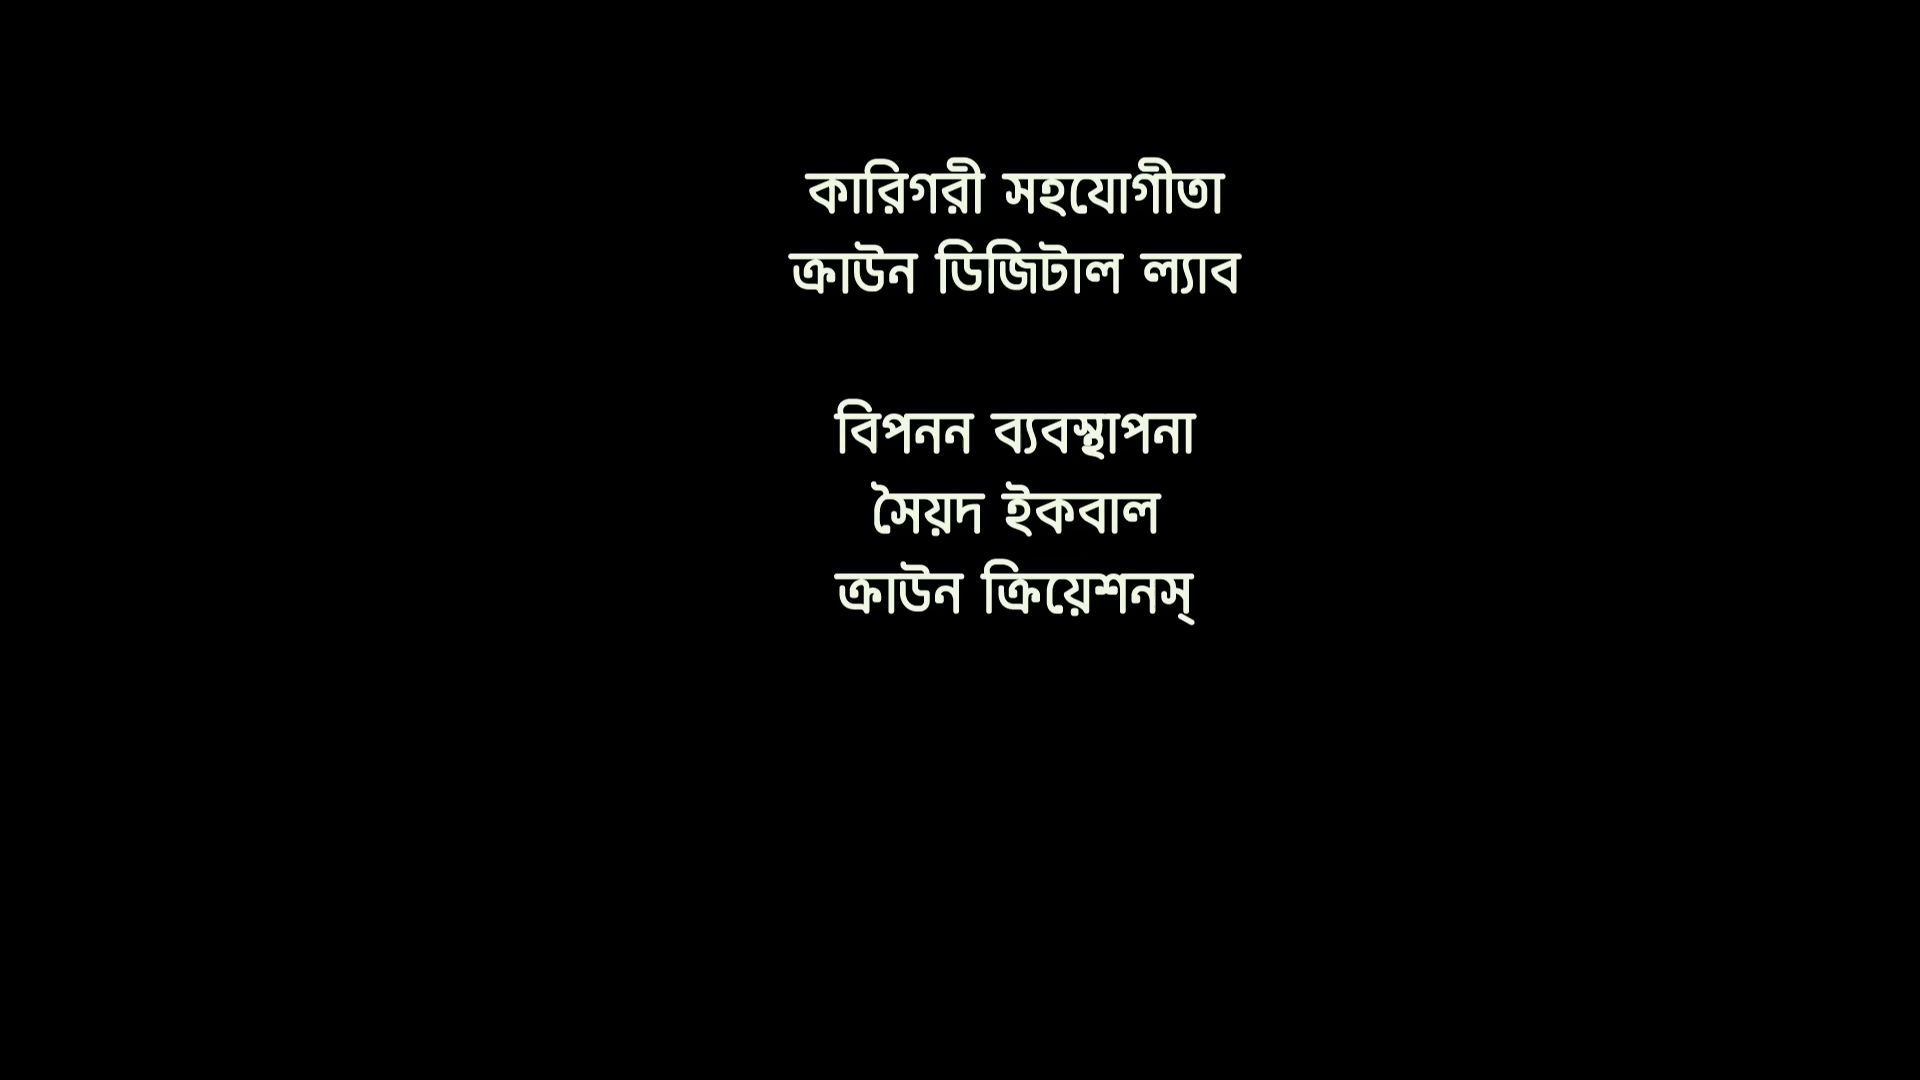 কারিগরী সহযোগীতা
ক্রাউন ডিজিটাল ল্যাব
বিপনন ব্যবস্থাপনা
সৈয়দ ইকবাল
ক্রাউন ক্রিয়েশনস্